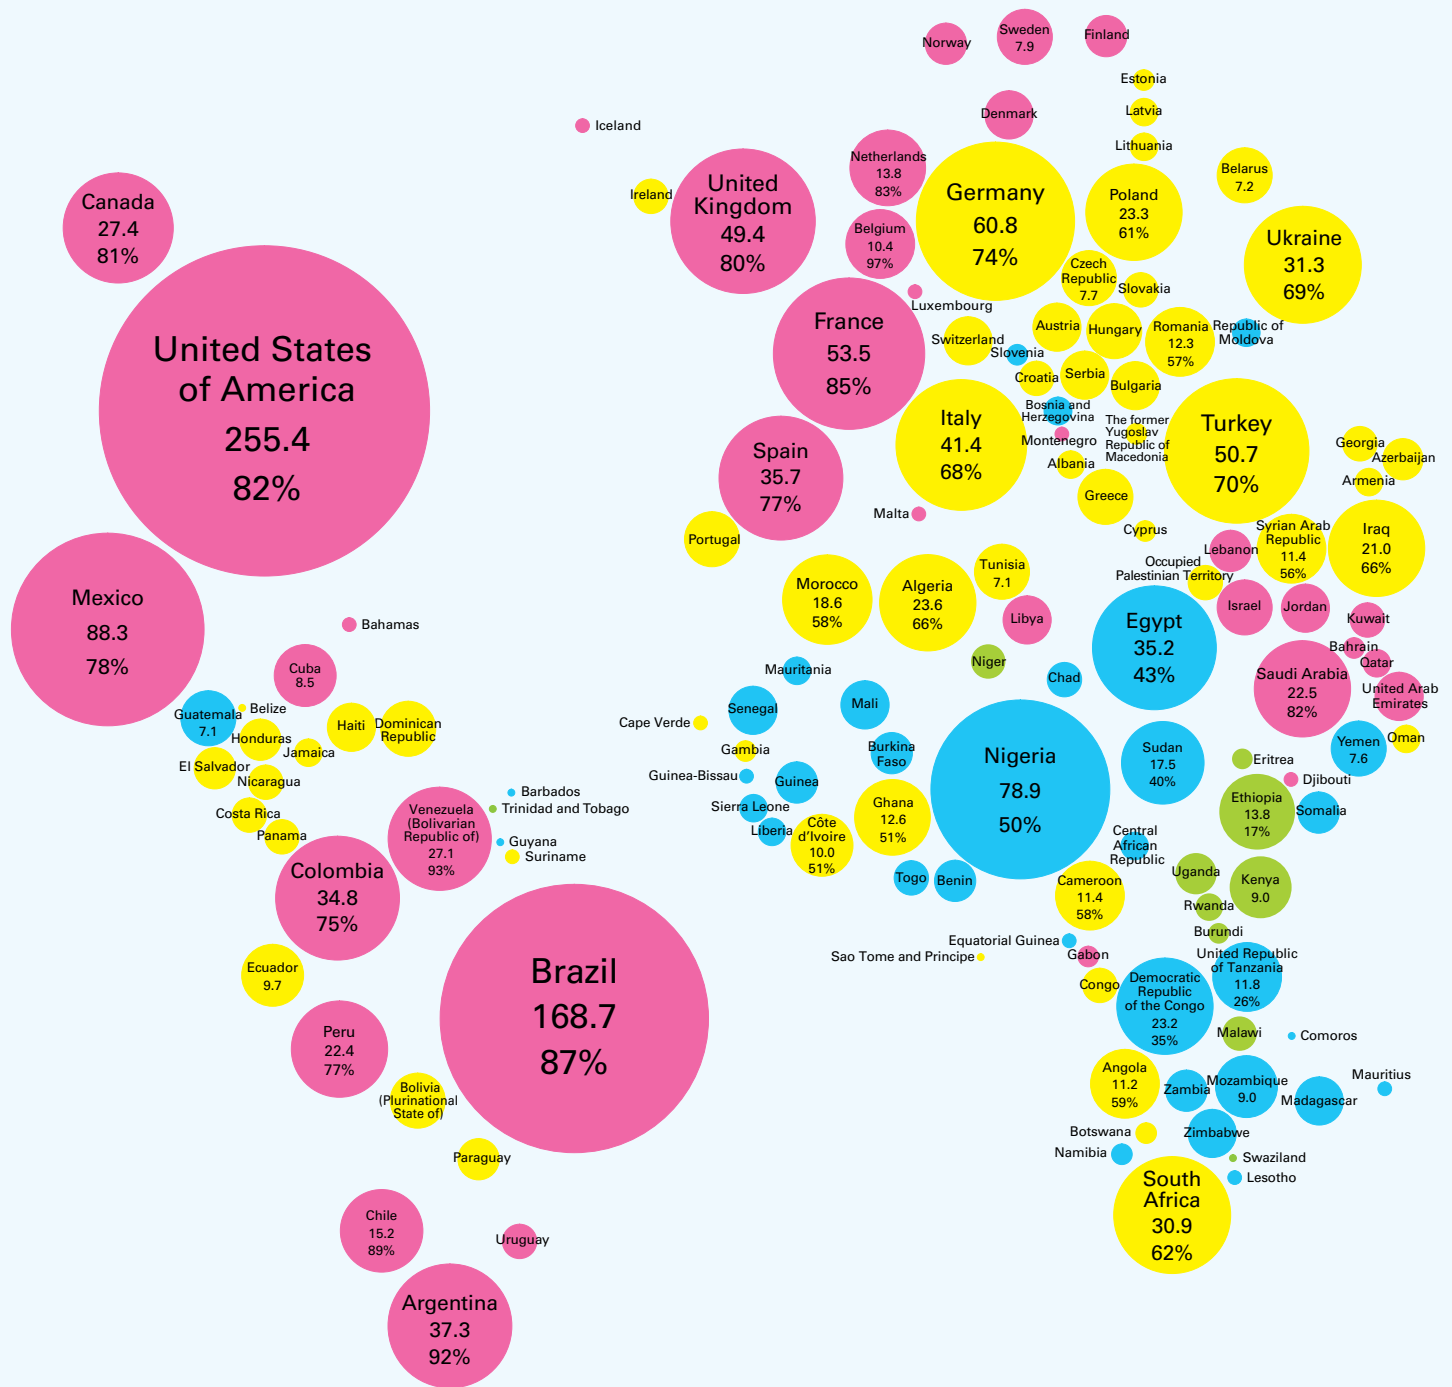 Norway
Sweden
7.9
Finland
Estonia
Latvia
Lithuania
Denmark
Iceland
Netherlands
13.8
83%
Ireland
United
Kingdom
49.4
80%
Germany
60.8
74%
Poland
23.3
61%
Belarus
7.2
Canada
27.4
81%
Belgium
10.4
97%
Ukraine
31.3
69%
Czech
Republic
7.7
Slovakia
Luxembourg
France
53.5
85%
Switzerland
Austria
Hungary
Romania
12.3
57%
Republic of
Moldova
Slovenia
Croatia
Serbia
Bulgaria
United States
of America
255.4
82%
Italy
41.4
68%
Bosnia and
Herzegovina
Montenegro
The former
Yugoslav
Republic of
Macedonia
Albania
Turkey
50.7
70%
Georgia
Azerbaijan
Armenia
Spain
35.7
77%
Greece
Malta
Cyprus
Portugal
Lebanon
Syrian Arab
Republic
11.4
56%
Iraq
21.0
66%
Occupied
Palestinian Territory
Mexico
88.3
78%
Bahamas
Morocco
18.6
58%
Algeria
23.6
66%
Tunisia
7.1
Libya
Egypt
35.2
43%
Israel
Jordan
Kuwait
Bahrain
Qatar
Saudi Arabia
22.5
82%
United Arab
Emirates
Cuba
8.5
Niger
Chad
Mauritania
Guatemala
7.1
Belize
Honduras
Jamaica
Haiti
Dominican
Republic
El Salvador
Nicaragua
Costa Rica
Panama
Senegal
Mali
Cape Verde
Gambia
Burkina
Faso
Guinea-Bissau
Guinea
Nigeria
78.9
50%
Sudan
17.5
40%
Yemen
7.6
Oman
Eritrea
Djibouti
Ethiopia
13.8
17%
Somalia
Barbados
Trinidad and Tobago
Venezuela
(Bolivarian
Republic of)
27.1
93%
Guyana
Suriname
Sierra Leone
Liberia
Côte
d’Ivoire
10.0
51%
Ghana
12.6
51%
Central
African
Republic
Colombia
34.8
75%
Togo
Benin
Cameroon
11.4
58%
Uganda
Kenya
9.0
Rwanda
Burundi
Equatorial Guinea
Sao Tome and Principe
Gabon
Congo
United Republic
of Tanzania
11.8
26%
Democratic
Republic
of the Congo
23.2
35%
Ecuador
9.7
Brazil
168.7
87%
Peru
22.4
77%
Malawi
Comoros
Bolivia
(Plurinational
State of)
Angola
11.2
59%
Zambia
Mozambique
9.0
Madagascar
Mauritius
Botswana
Zimbabwe
Namibia
Swaziland
Lesotho
Paraguay
South
Africa
30.9
62%
Chile
15.2
89%
Uruguay
Argentina
37.3
92%